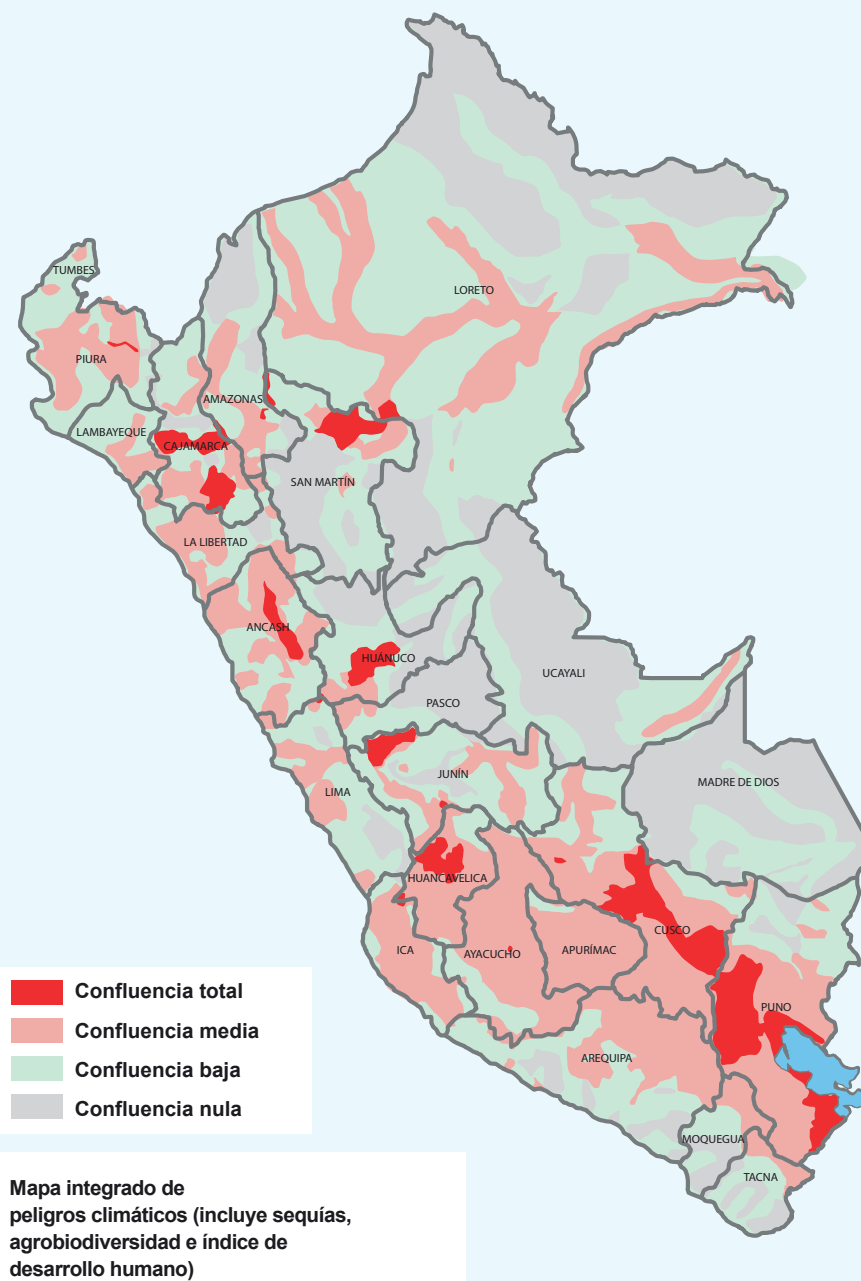 TUMBES
LORETO
PIURA
AMAZONAS
LAMBAYEQUE
CAJAMARCA
SAN MARTÍN
LA LIBERTAD
ANCASH
HUÁNUCO
UCAYALI
PASCO
MADRE DE DIOS
JUNÍN
LIMA
HUANCAVELICA
CUSCO
ICA
AYACUCHO
APURÍMAC
PUNO
AREQUIPA
MOQUEGUA
TACNA
Confluencia total
Confluencia media
Confluencia baja
Confluencia nula
Mapa integrado de
peligros climáticos (incluye sequías,
agrobiodiversidad e índice de
desarrollo humano)